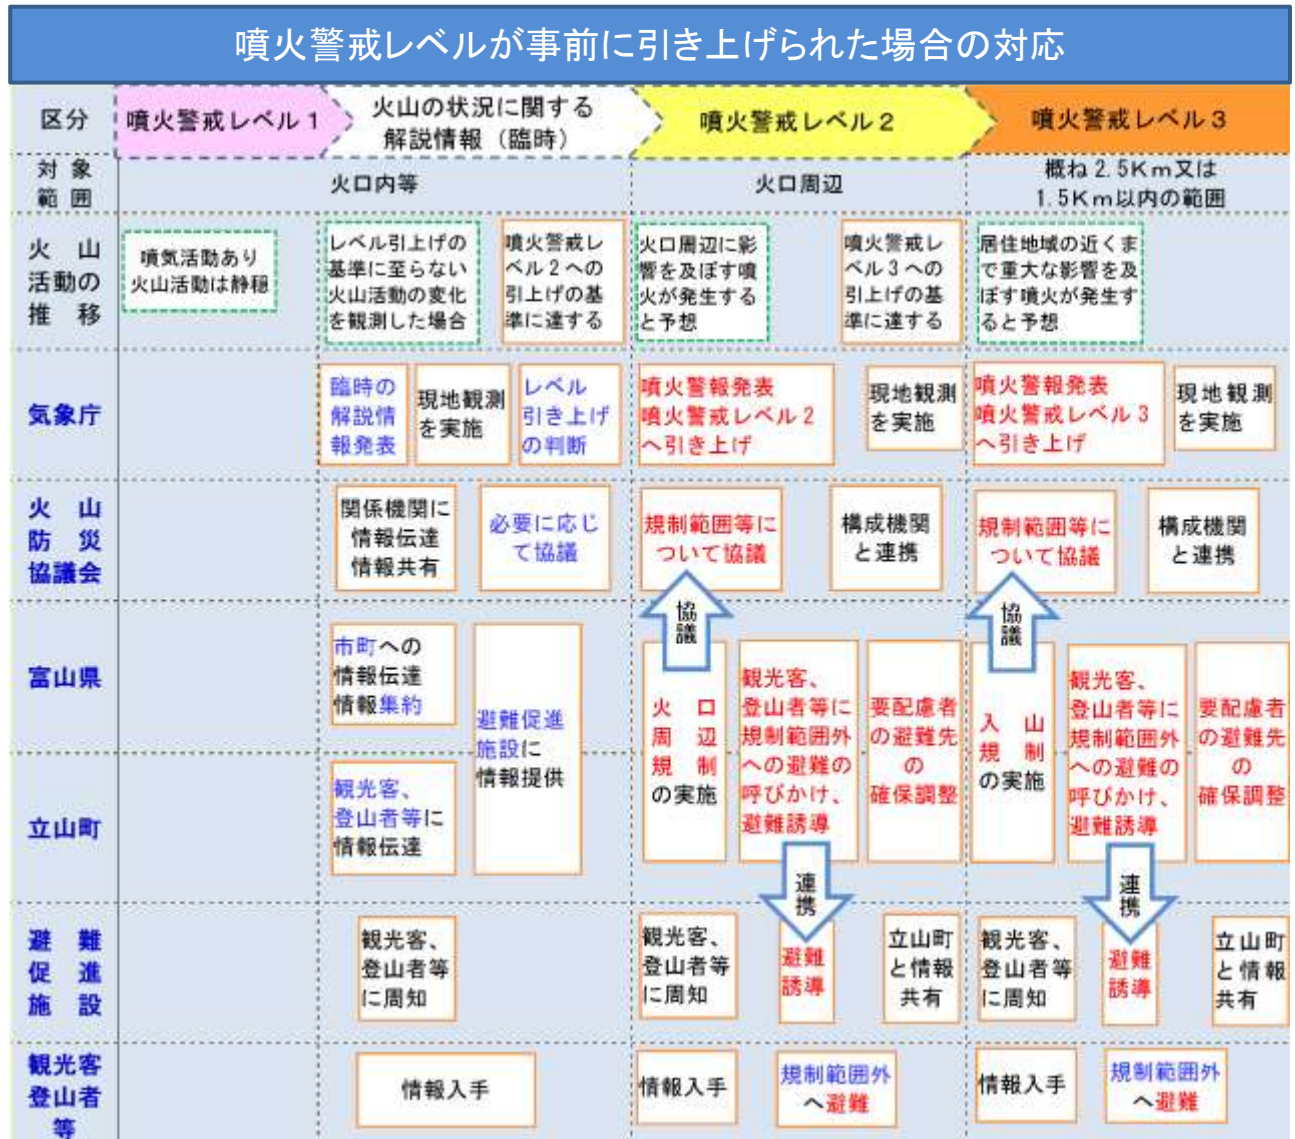 噴火警戒レベルが事前に引き上げられた場合の対応
区分
噴火警戒レベル1
火山の状況に関する
解説情報（臨時）
噴火警戒レベル2
噴火警戒レベル3
対象
範囲
火口内等
火口周辺
概ね2.5Km又は
1.5Km以内の範囲
火山
活動の
推移
噴気活動あり
火山活動は静穏
レベル引上げの
基準に至らない
火山活動の変化
を観測した場合
噴火警戒レ
ベル2への
引上げの基
準に達する
火口周辺に影
響を及ぼす噴
火が発生する
と予想
噴火警戒レ
ベル3への
引上げの基
準に達する
居住地域の近くま
で重大な影響を及
ぼす噴火が発生す
ると予想
気象庁
臨時の
解説情
報発表
現地観測
を実施
レベル
引き上げ
の判断
噴火警報発表
噴火警戒レベル2
へ引き上げ
現地観測
を実施
噴火警報発表
噴火警戒レベル3
へ引き上げ
現地観測
を実施
火山
防災
協議会
関係機関に
情報伝達
情報共有
必要に応じ
て協議
規制範囲等に
ついて協議
構成機関
と連携
規制範囲等に
ついて協議
構成機関
と連携
協議
協議
富山県
市町への
情報伝達
情報集約
避難促進
施設に
情報提供
火口
周辺
規制
の実施
観光客、
登山者等に
規制範囲外
への避難の
呼びかけ、
避難誘導
要配慮者
の避難先
の
確保調整
入山
規制
の実施
観光客、
登山者等に
規制範囲外
への避難の
呼びかけ、
避難誘導
要配慮者
の避難先
の
確保調整
立山町
観光客、
登山者等に
情報伝達
連携
連携
避難
促進
施設
観光客、
登山者等
に周知
観光客、
登山者等
に周知
避難
誘導
立山町
と情報
共有
観光客、
登山者等
に周知
避難
誘導
立山町
と情報
共有
観光客
登山者
等
情報入手
情報入手
規制範囲外
へ避難
情報入手
規制範囲外
へ避難